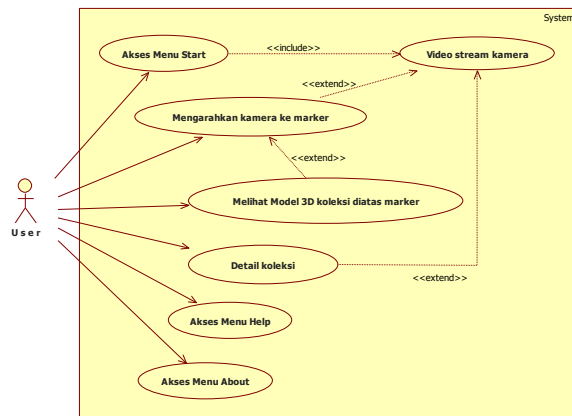 System
Akses Menu Start
<<include>>
Video stream kamera
<<extend>>
Mengarahkan kamera ke marker
<<extend>>
Melihat Model 3D koleksi diatas marker
User
Detail koleksi
<<extend>>
Akses Menu Help
Akses Menu About